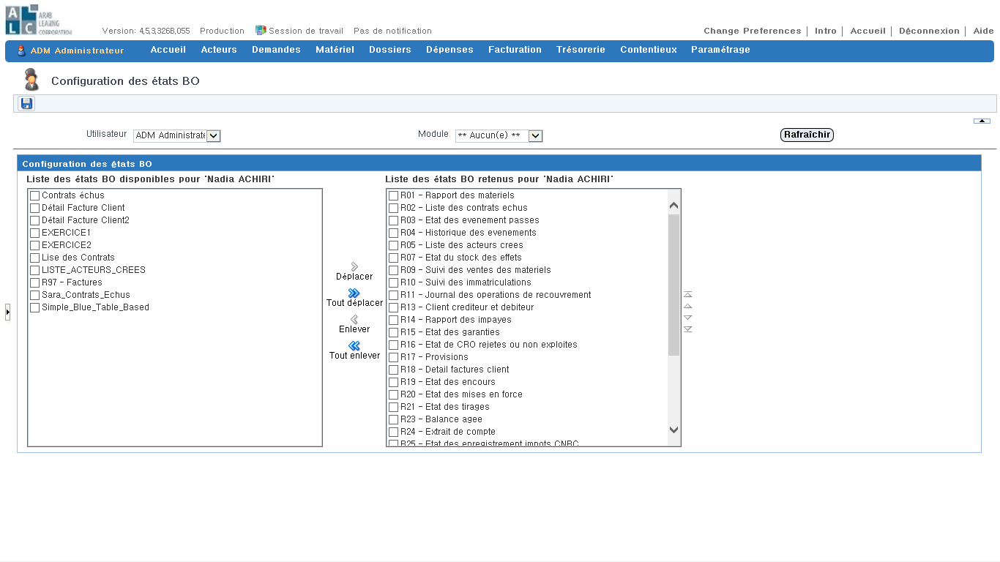 ALC ARAB LEASING CORPORATION
Version: 4,5,3,326B,055 Production Session de travail Pas de notification
Change Preferences | Intro | Accueil | Déconnexion | Aide
ADM Administrateur Accueil Acteurs Demandes Matériel Dossiers Dépenses Facturation Trésorerie Contentieux Paramétrage
Configuration des états BO
Utilisateur ADM Administrate Module ** Aucun(e) ** Rafraîchir
Configuration des états BO
Liste des états BO disponibles pour 'Nadia ACHIRI'
Contrats échus
Détail Facture Client
Détail Facture Client2
EXERCICE1
EXERCICE2
Lise des Contrats
LISTE_ACTEURS_CREES
R97 - Factures
Sara_Contrats_Echus
Simple_Blue_Table_Based
Déplacer
Tout déplacer
Enlever
Tout enlever
Liste des états BO retenus pour 'Nadia ACHIRI'
R01 - Rapport des materiels
R02 - Liste des contrats echus
R03 - Etat des evenement passes
R04 - Historique des evenements
R05 - Liste des acteurs crees
R07 - Etat du stock des effets
R09 - Suivi des ventes des materiels
R10 - Suivi des immatriculations
R11 - Journal des operations de recouvrement
R13 - Client crediteur et debiteur
R14 - Rapport des impayes
R15 - Etat des garanties
R16 - Etat de CRO rejetes ou non exploites
R17 - Provisions
R18 - Detail factures client
R19 - Etat des encours
R20 - Etat des mises en force
R21 - Etat des tirages
R23 - Balance agee
R24 - Extrait de compte
R25 - Etat des enregistrement impots CNRC